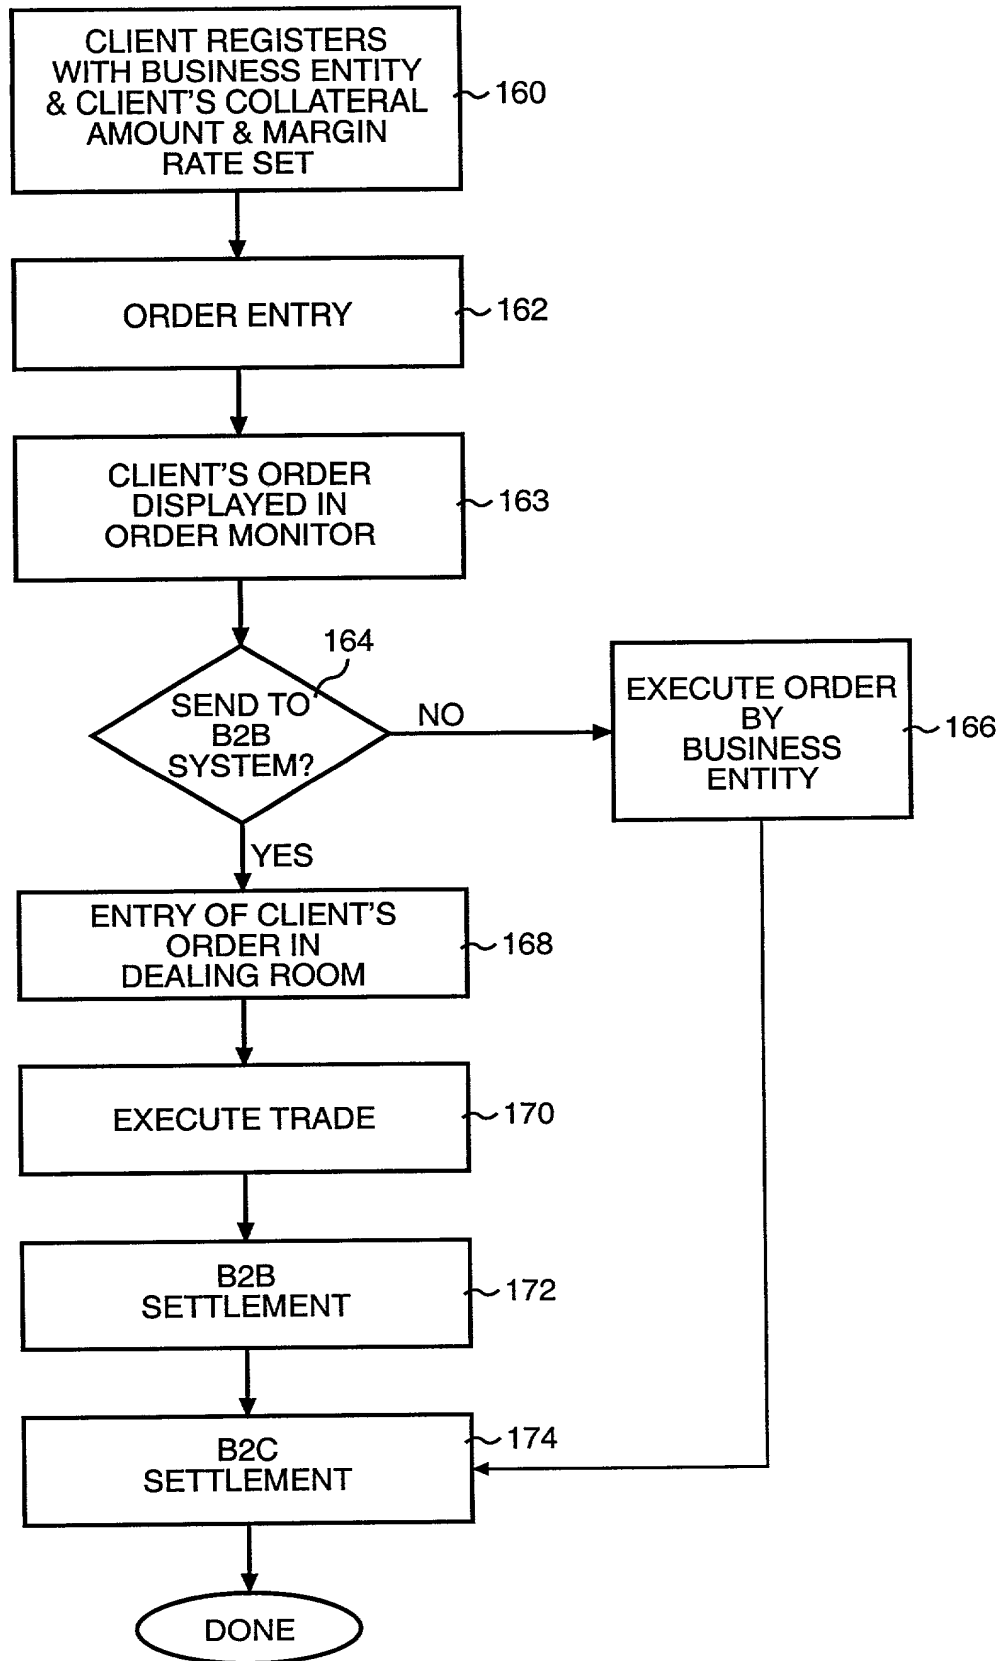 CLIENT REGISTERS
WITH BUSINESS ENTITY
& CLIENT'S COLLATERAL
AMOUNT & MARGIN
RATE SET
160
ORDER ENTRY
162
CLIENT'S ORDER
DISPLAYED IN
ORDER MONITOR
163
164
SEND TO
B2B
SYSTEM?
NO
EXECUTE ORDER
BY
BUSINESS
ENTITY
166
YES
ENTRY OF CLIENT'S
ORDER IN
DEALING ROOM
168
EXECUTE TRADE
170
B2B
SETTLEMENT
172
B2C
SETTLEMENT
174
DONE